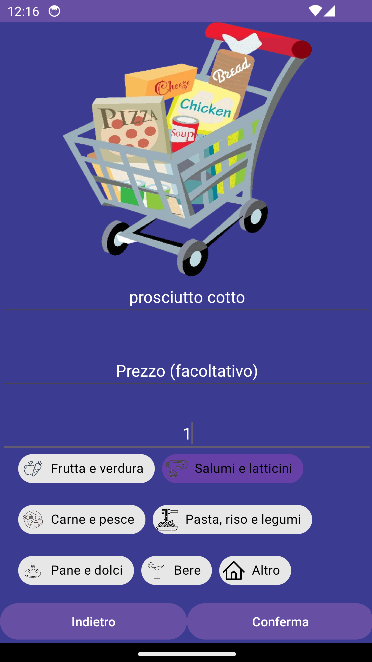 12:16
Bread
Cheese
Chicken
PIZZA
Soup
prosciutto cotto
Prezzo (facoltativo)
1
Frutta e verdura
Salumi e latticini
Carne e pesce
Pasta, riso e legumi
Pane e dolci
Bere
Altro
Indietro
Conferma